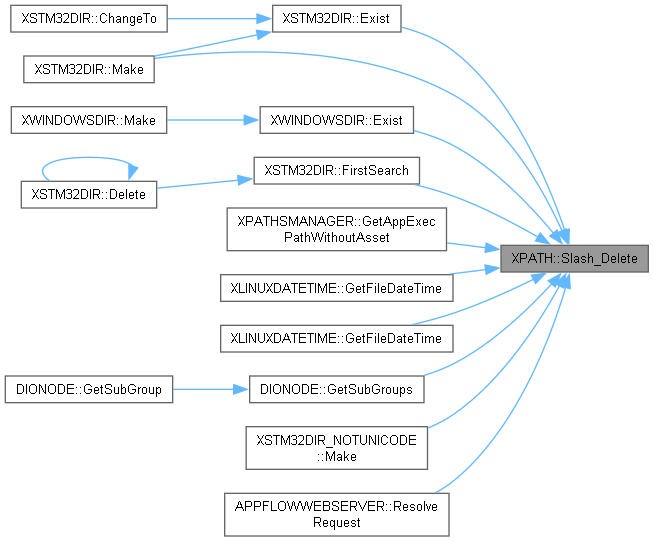 XSTM32DIR::ChangeTo
XSTM32DIR::Exist
XSTM32DIR::Make
XWINDOWSDIR::Make
XWINDOWSDIR::Exist
XSTM32DIR::FirstSearch
XSTM32DIR::Delete
XPATHSMANAGER::GetAppExec
PathWithoutAsset
XPATH::Slash_Delete
XLINUXDATETIME::GetFileDateTime
XLINUXDATETIME::GetFileDateTime
DIONODE::GetSubGroup
DIONODE::GetSubGroups
XSTM32DIR_NOTUNICODE
::Make
APPFLOWWEBSERVER::Resolve
Request